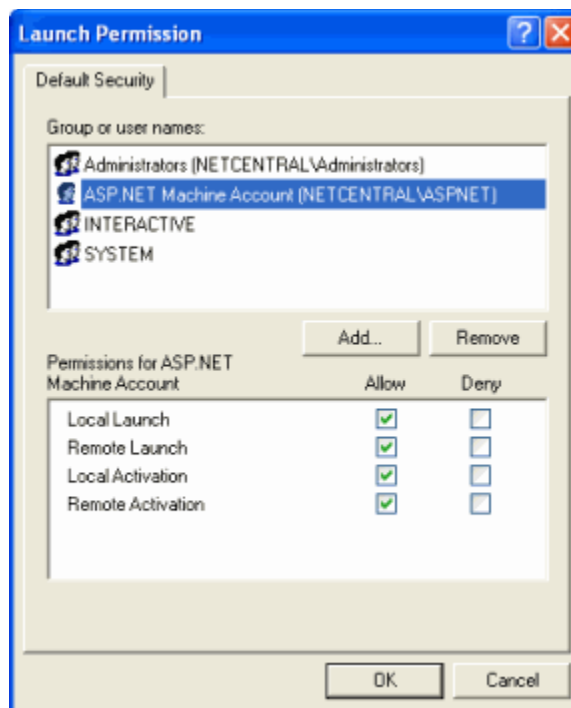 Launch Permission
Default Security
Group or user names:
Administrators (NETCENTRAL\Administrators)
ASP.NET Machine Account (NETCENTRAL\ASPNET)
INTERACTIVE
SYSTEM
Add... Remove
Permissions for ASP.NET
Machine Account Allow Deny
Local Launch
Remote Launch
Local Activation
Remote Activation
OK Cancel